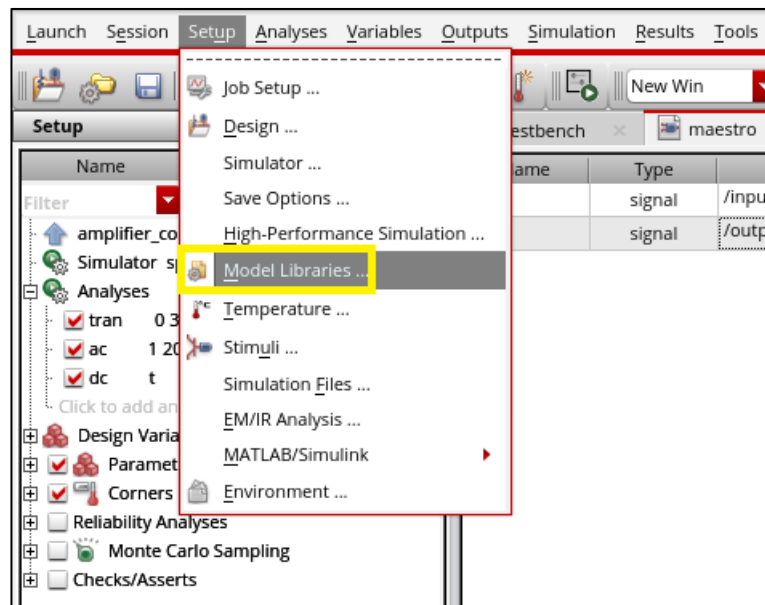 Launch Session Setup Analyses Variables Outputs Simulation Results Tools
New Win
Setup
estbench
maestro
Name
ame
Type
Filter
signal
/inpu
signal
/outp
amplifier_co
Simulator sp
Analyses
tran 0 3
ac 1 20
dc t
Click to add an
Design Varia
Paramet
Corners
Reliability Analyses
Monte Carlo Sampling
Checks/Asserts
Job Setup ...
Design ...
Simulator ...
Save Options ...
High-Performance Simulation ...
Model Libraries ...
Temperature ...
Stimuli ...
Simulation Files ...
EM/IR Analysis ...
MATLAB/Simulink
Environment ...